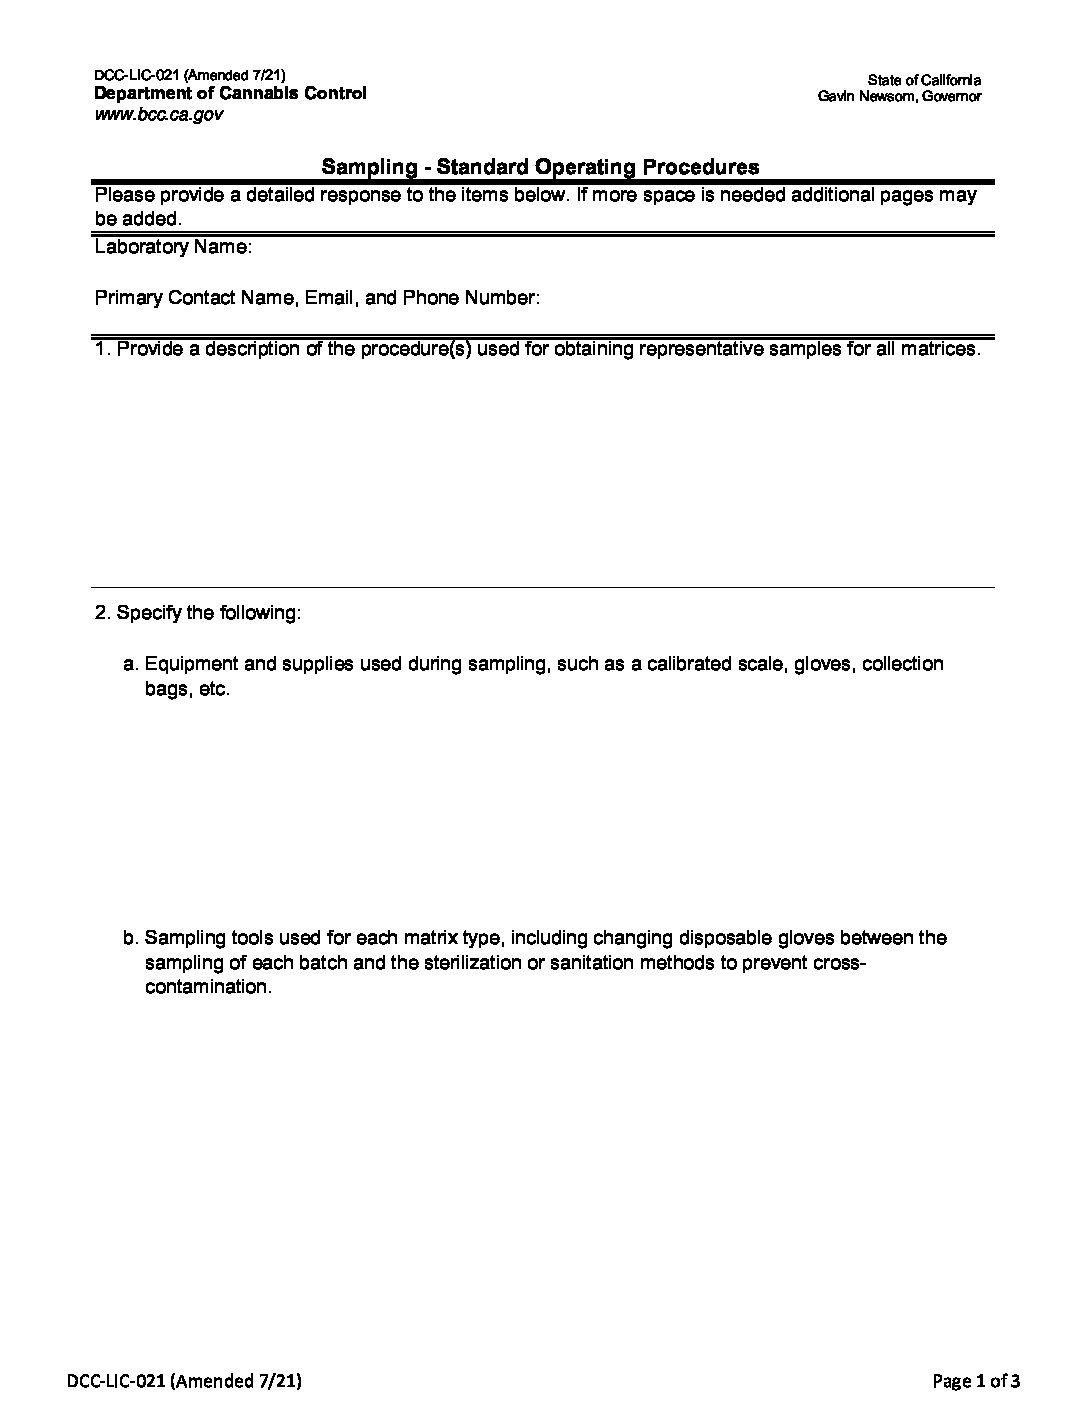 DCC-LIC-021 (Amended 7/21)
Department of Cannabis Control
www.bcc.ca.gov
State of California
Gavin Newsom, Governor
Sampling - Standard Operating Procedures
Please provide a detailed response to the items below. If more space is needed additional pages may
be added.
Laboratory Name:
Primary Contact Name, Email, and Phone Number:
1. Provide a description of the procedure(s) used for obtaining representative samples for all matrices.
2. Specify the following:
a. Equipment and supplies used during sampling, such as a calibrated scale, gloves, collection
bags, etc.
b. Sampling tools used for each matrix type, including changing disposable gloves between the
sampling of each batch and the sterilization or sanitation methods to prevent cross-
contamination.
DCC-LIC-021 (Amended 7/21)
Page 1 of 3